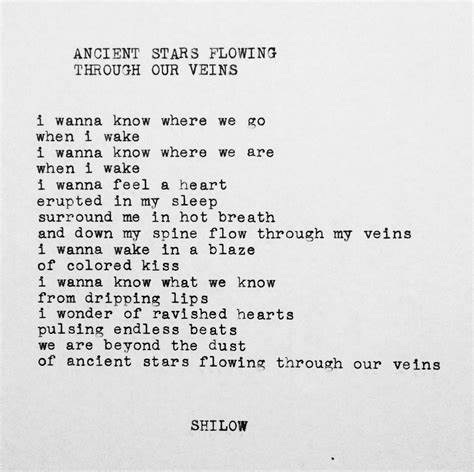 ANCIENT STARS FLOWING
THROUGH OUR VEINS
i wanna know where we go
when i wake
i wanna know where we are
when i wake
i wanna feel a heart
erupted in my sleep
surround me in hot breath
and down my spine flow through my veins
i wanna wake in a blaze
of colored kiss
i wanna know what we know
from dripping lips
i wonder of ravished hearts
pulsing endless beats
we are beyond the dust
of ancient stars flowing through our veins
SHILOW